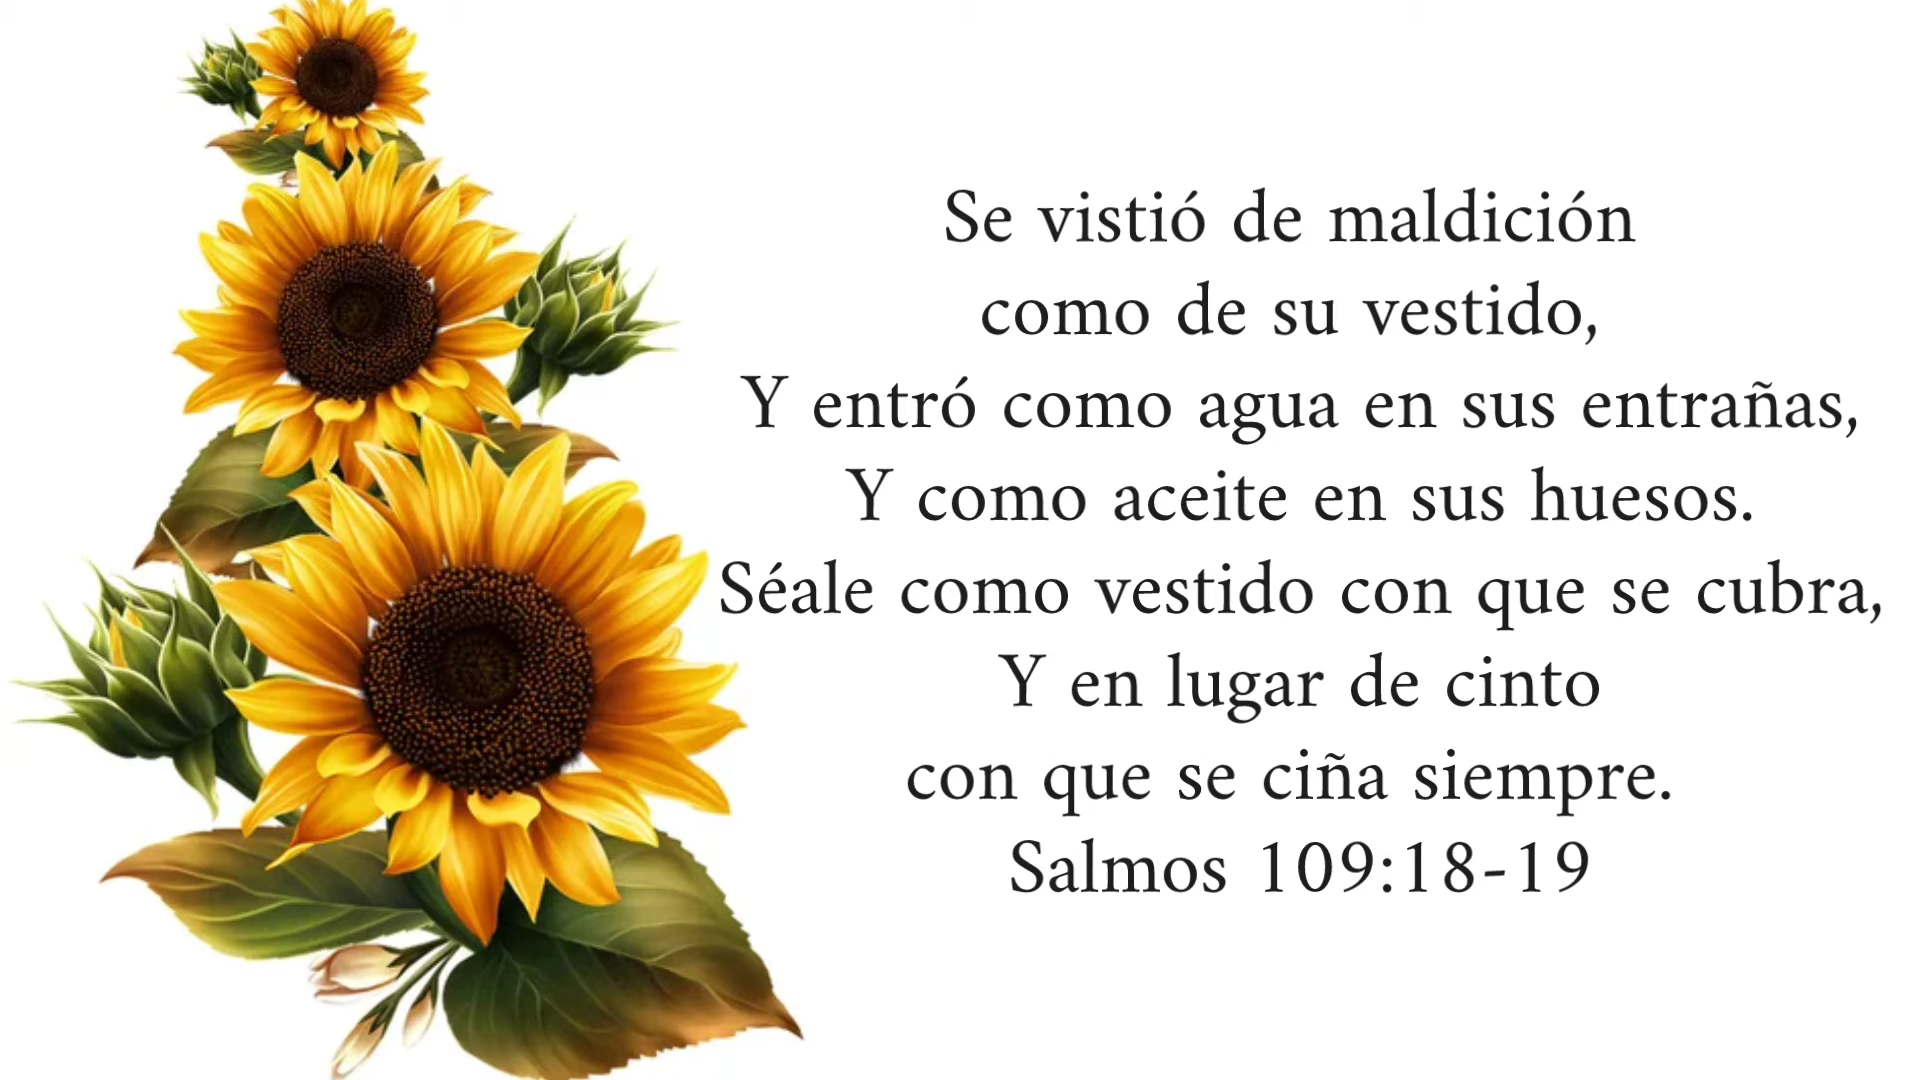 Se vistió de maldición
como de su vestido,
Y entró como agua en sus entrañas,
Y como aceite en sus huesos.
Séale como vestido con que se cubra,
Y en lugar de cinto
con que se ciña siempre.
Salmos 109:18-19